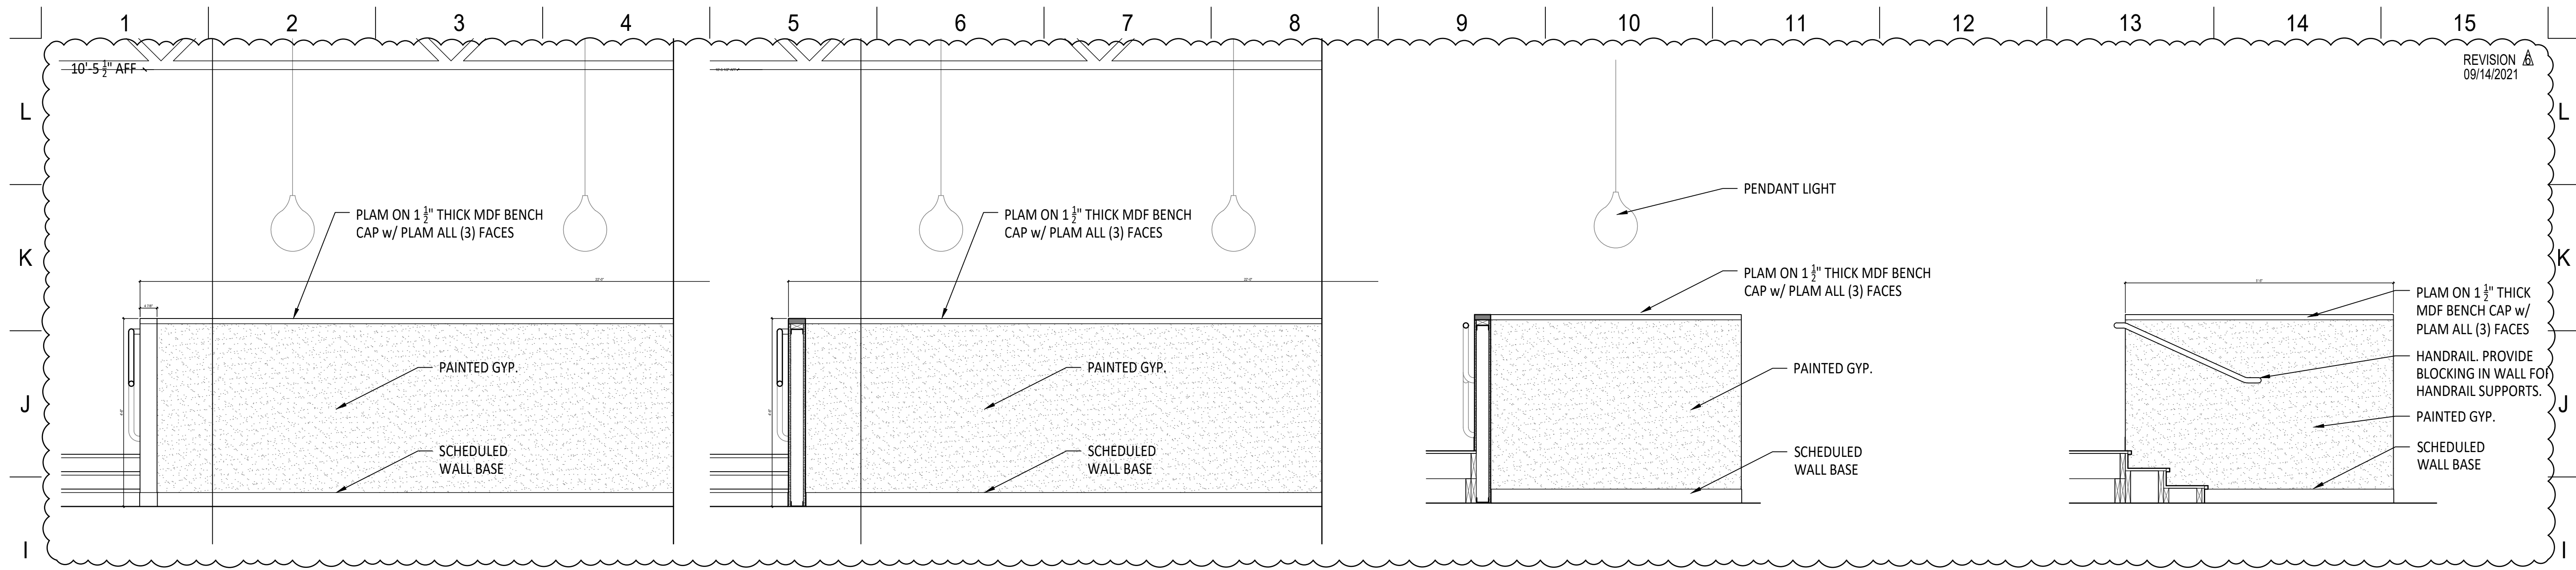 1 2 3 4 5 6 7 8 9 10 11 12 13 14 15
L
K
J
I
10'-5 1/2" AFF
PLAM ON 1 1/2" THICK MDF BENCH
CAP w/ PLAM ALL (3) FACES
PAINTED GYP.
SCHEDULED
WALL BASE
PLAM ON 1 1/2" THICK MDF BENCH
CAP w/ PLAM ALL (3) FACES
PAINTED GYP.
SCHEDULED
WALL BASE
PENDANT LIGHT
PLAM ON 1 1/2" THICK MDF BENCH
CAP w/ PLAM ALL (3) FACES
PAINTED GYP.
SCHEDULED
WALL BASE
REVISION
09/14/2021
PLAM ON 1 1/2" THICK
MDF BENCH CAP w/
PLAM ALL (3) FACES
HANDRAIL. PROVIDE
BLOCKING IN WALL FOR
HANDRAIL SUPPORTS.
PAINTED GYP.
SCHEDULED
WALL BASE
L
K
J
I